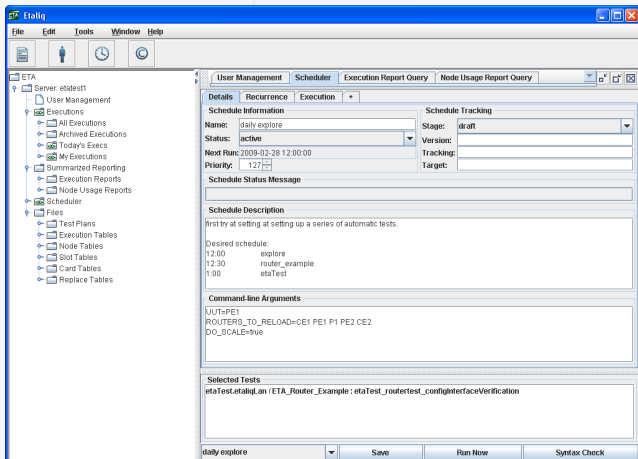 Etaliq
File Edit Tools Window Help
ETA
Server: etatest1
User Management
Executions
All Executions
Archived Executions
Today's Execs
My Executions
Summarized Reporting
Execution Reports
Node Usage Reports
Scheduler
Files
Test Plans
Execution Tables
Node Tables
Slot Tables
Card Tables
Replace Tables
User Management Scheduler Execution Report Query Node Usage Report Query
Details Recurrence Execution +
Schedule Information
Name: daily explore
Status: active
Next Run: 2009-02-28 12:00:00
Priority: 127
Schedule Tracking
Stage: draft
Version:
Tracking:
Target:
Schedule Status Message
Schedule Description
first try at setting at setting up a series of automatic tests.
Desired schedule:
12:00 explore
12:30 router_example
1:00 etaTest
Command-line Arguments
UUT=PE1
ROUTERS_TO_RELOAD=CE1 PE1 P1 PE2 CE2
DO_SCALE=true
Selected Tests
etaTest.etaliqLan / ETA_Router_Example : etaTest_routertest_configInterfaceVerification
daily explore Save Run Now Syntax Check